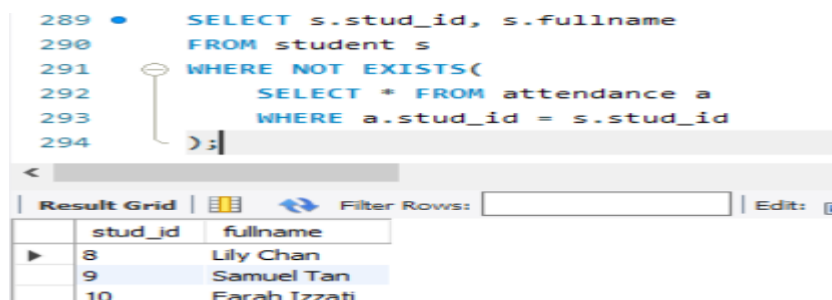 289 SELECT s.stud_id, s.fullname
290 FROM student s
291 WHERE NOT EXISTS(
292 SELECT * FROM attendance a
293 WHERE a.stud_id = s.stud_id
294 );
Result Grid Filter Rows: Edit:
stud_id fullname
8 Lily Chan
9 Samuel Tan
10 Farah Izzati